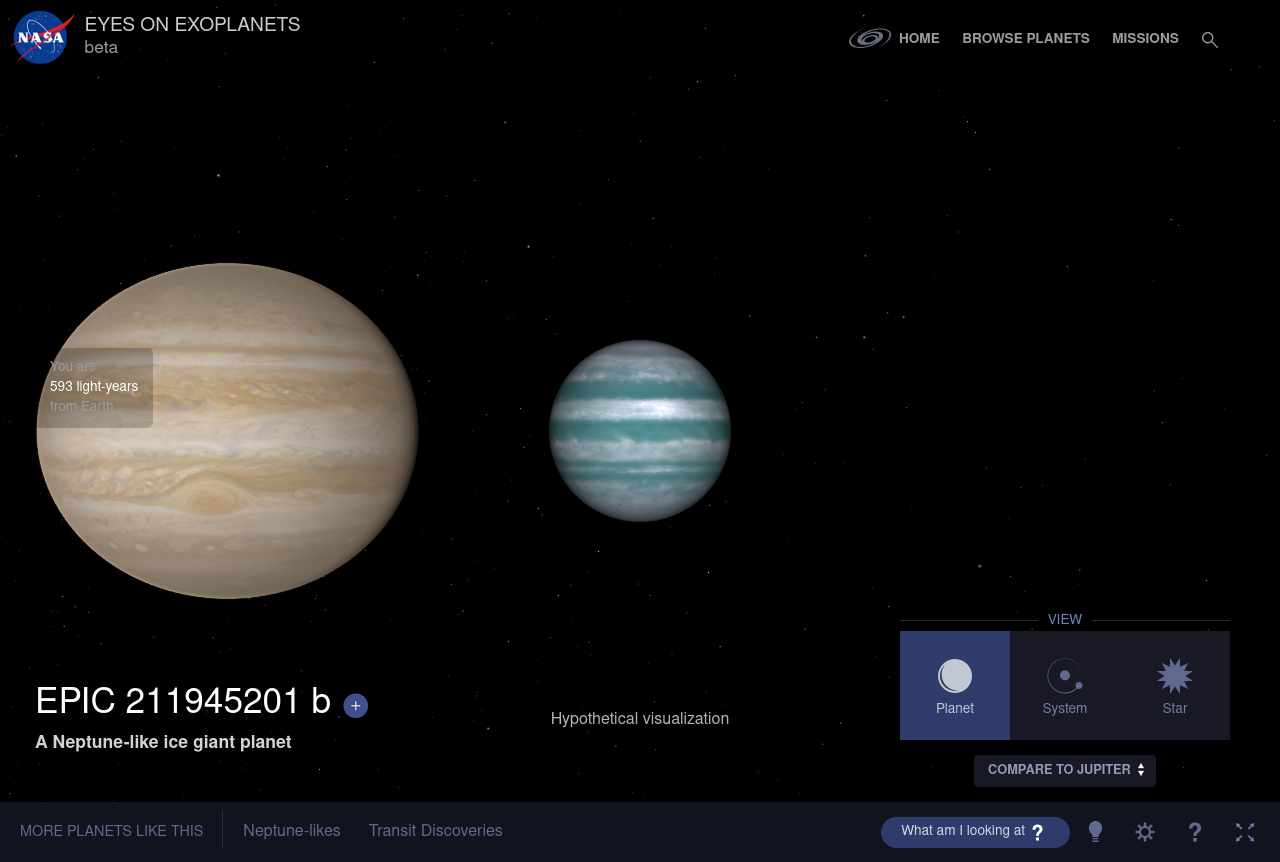 NASA
EYES ON EXOPLANETS
beta
HOME
BROWSE PLANETS
MISSIONS
You are
593 light-years
from Earth
VIEW
Planet
System
Star
EPIC 211945201 b +
A Neptune-like ice giant planet
Hypothetical visualization
COMPARE TO JUPITER
MORE PLANETS LIKE THIS
Neptune-likes
Transit Discoveries
What am I looking at ?
?